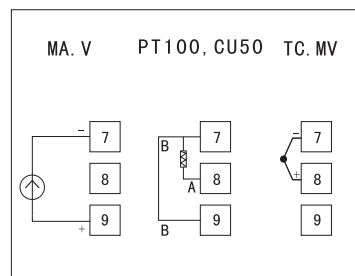 MA. V PT100, CU50 TC. MV
- 7 B 7 - 7
8 A 8 + 8
+ 9 B 9 9